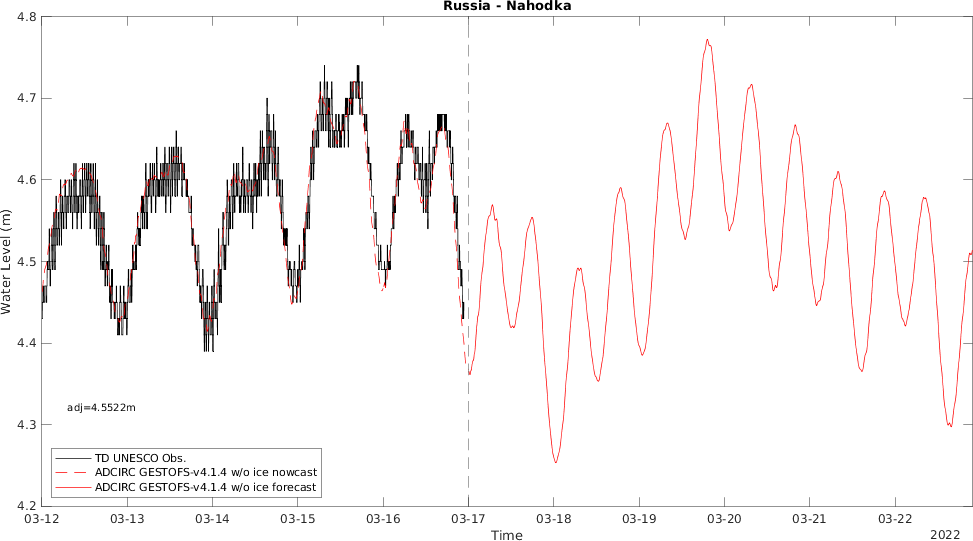 Russia - Nahodka
4.8
4.7
4.6
4.5
4.4
4.3
4.2
Water Level (m)
adj=4.5522m
TD UNESCO Obs.
ADCIRC GESTOFS-v4.1.4 w/o ice nowcast
ADCIRC GESTOFS-v4.1.4 w/o ice forecast
03-12 03-13 03-14 03-15 03-16 03-17 03-18 03-19 03-20 03-21 03-22
Time
2022